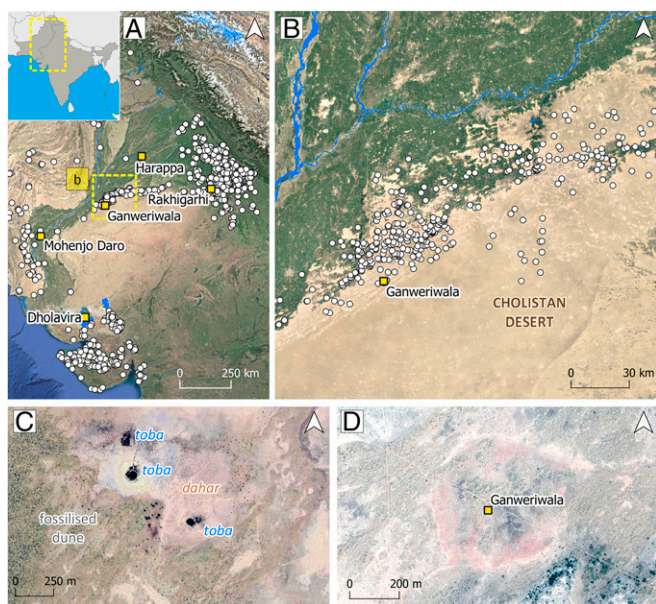 A
b
Harappa
Rakhigarhi
Ganweriwala
Mohenjo Daro
Dholavira
0 250 km
B
Ganweriwala
CHOLISTAN
DESERT
0 30 km
C
toba
toba
dahar
fossilised
dune
toba
0 250 m
D
Ganweriwala
0 200 m